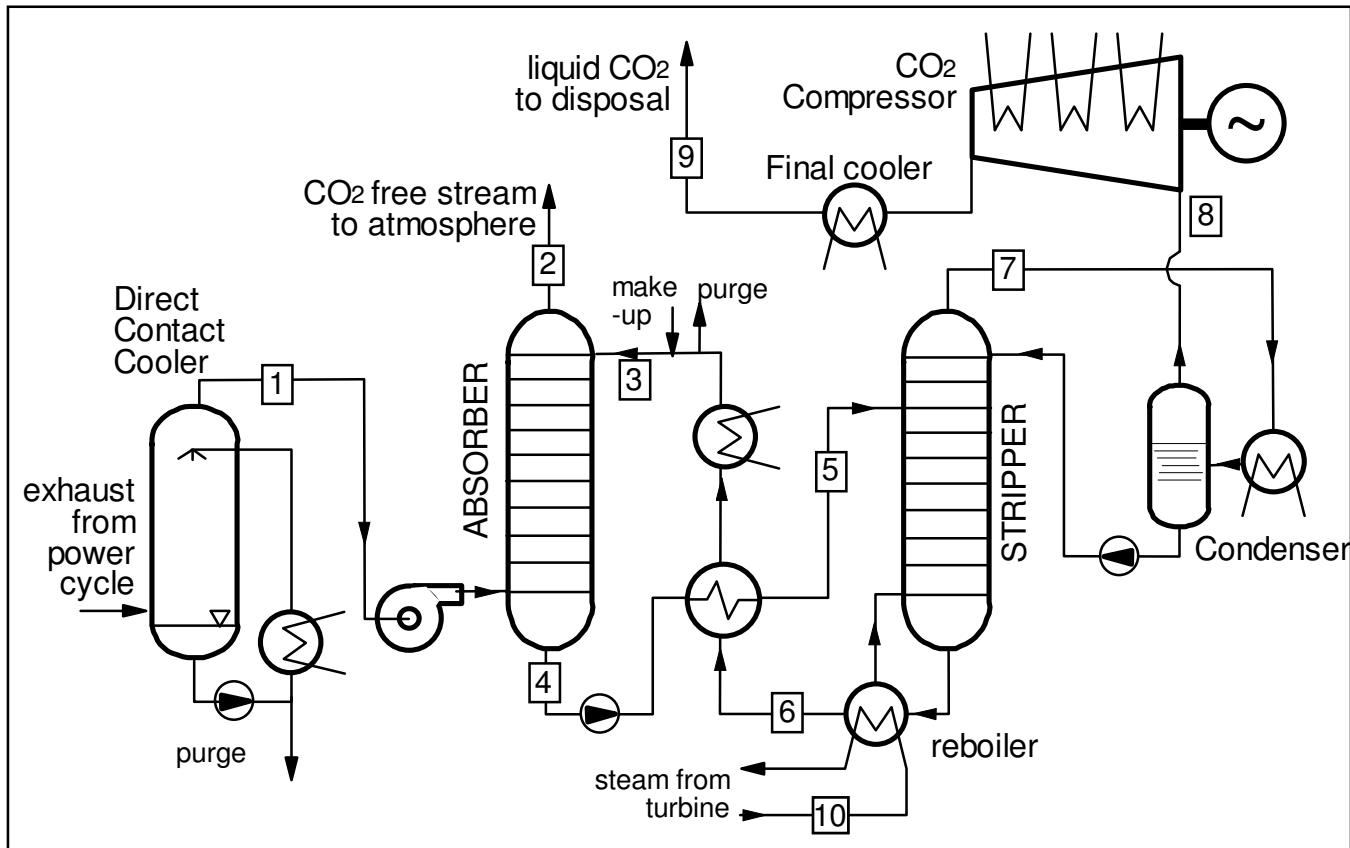 liquid CO2
to disposal
CO2
Compressor
~
9
Final cooler
8
CO2 free stream
to atmosphere
2
7
make
-up
purge
Direct
Contact
Cooler
1
3
ABSORBER
5
STRIPPER
exhaust
from
power
cycle
Condenser
4
6
reboiler
purge
steam from
turbine
10